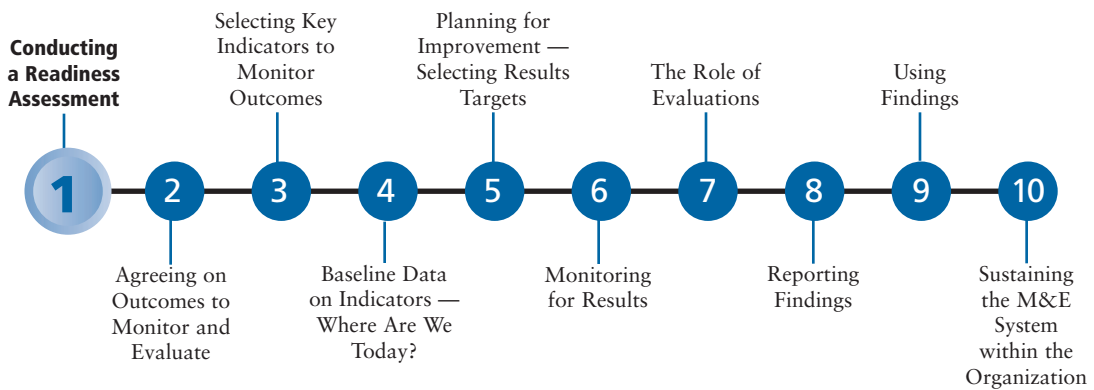 Conducting
a Readiness
Assessment
1
Agreeing on
Outcomes to
Monitor and
Evaluate
2
Selecting Key
Indicators to
Monitor
Outcomes
3
Baseline Data
on Indicators —
Where Are We
Today?
4
Planning for
Improvement —
Selecting Results
Targets
5
Monitoring
for Results
6
The Role of
Evaluations
7
Reporting
Findings
8
Using
Findings
9
Sustaining
the M&E
System
within the
Organization
10